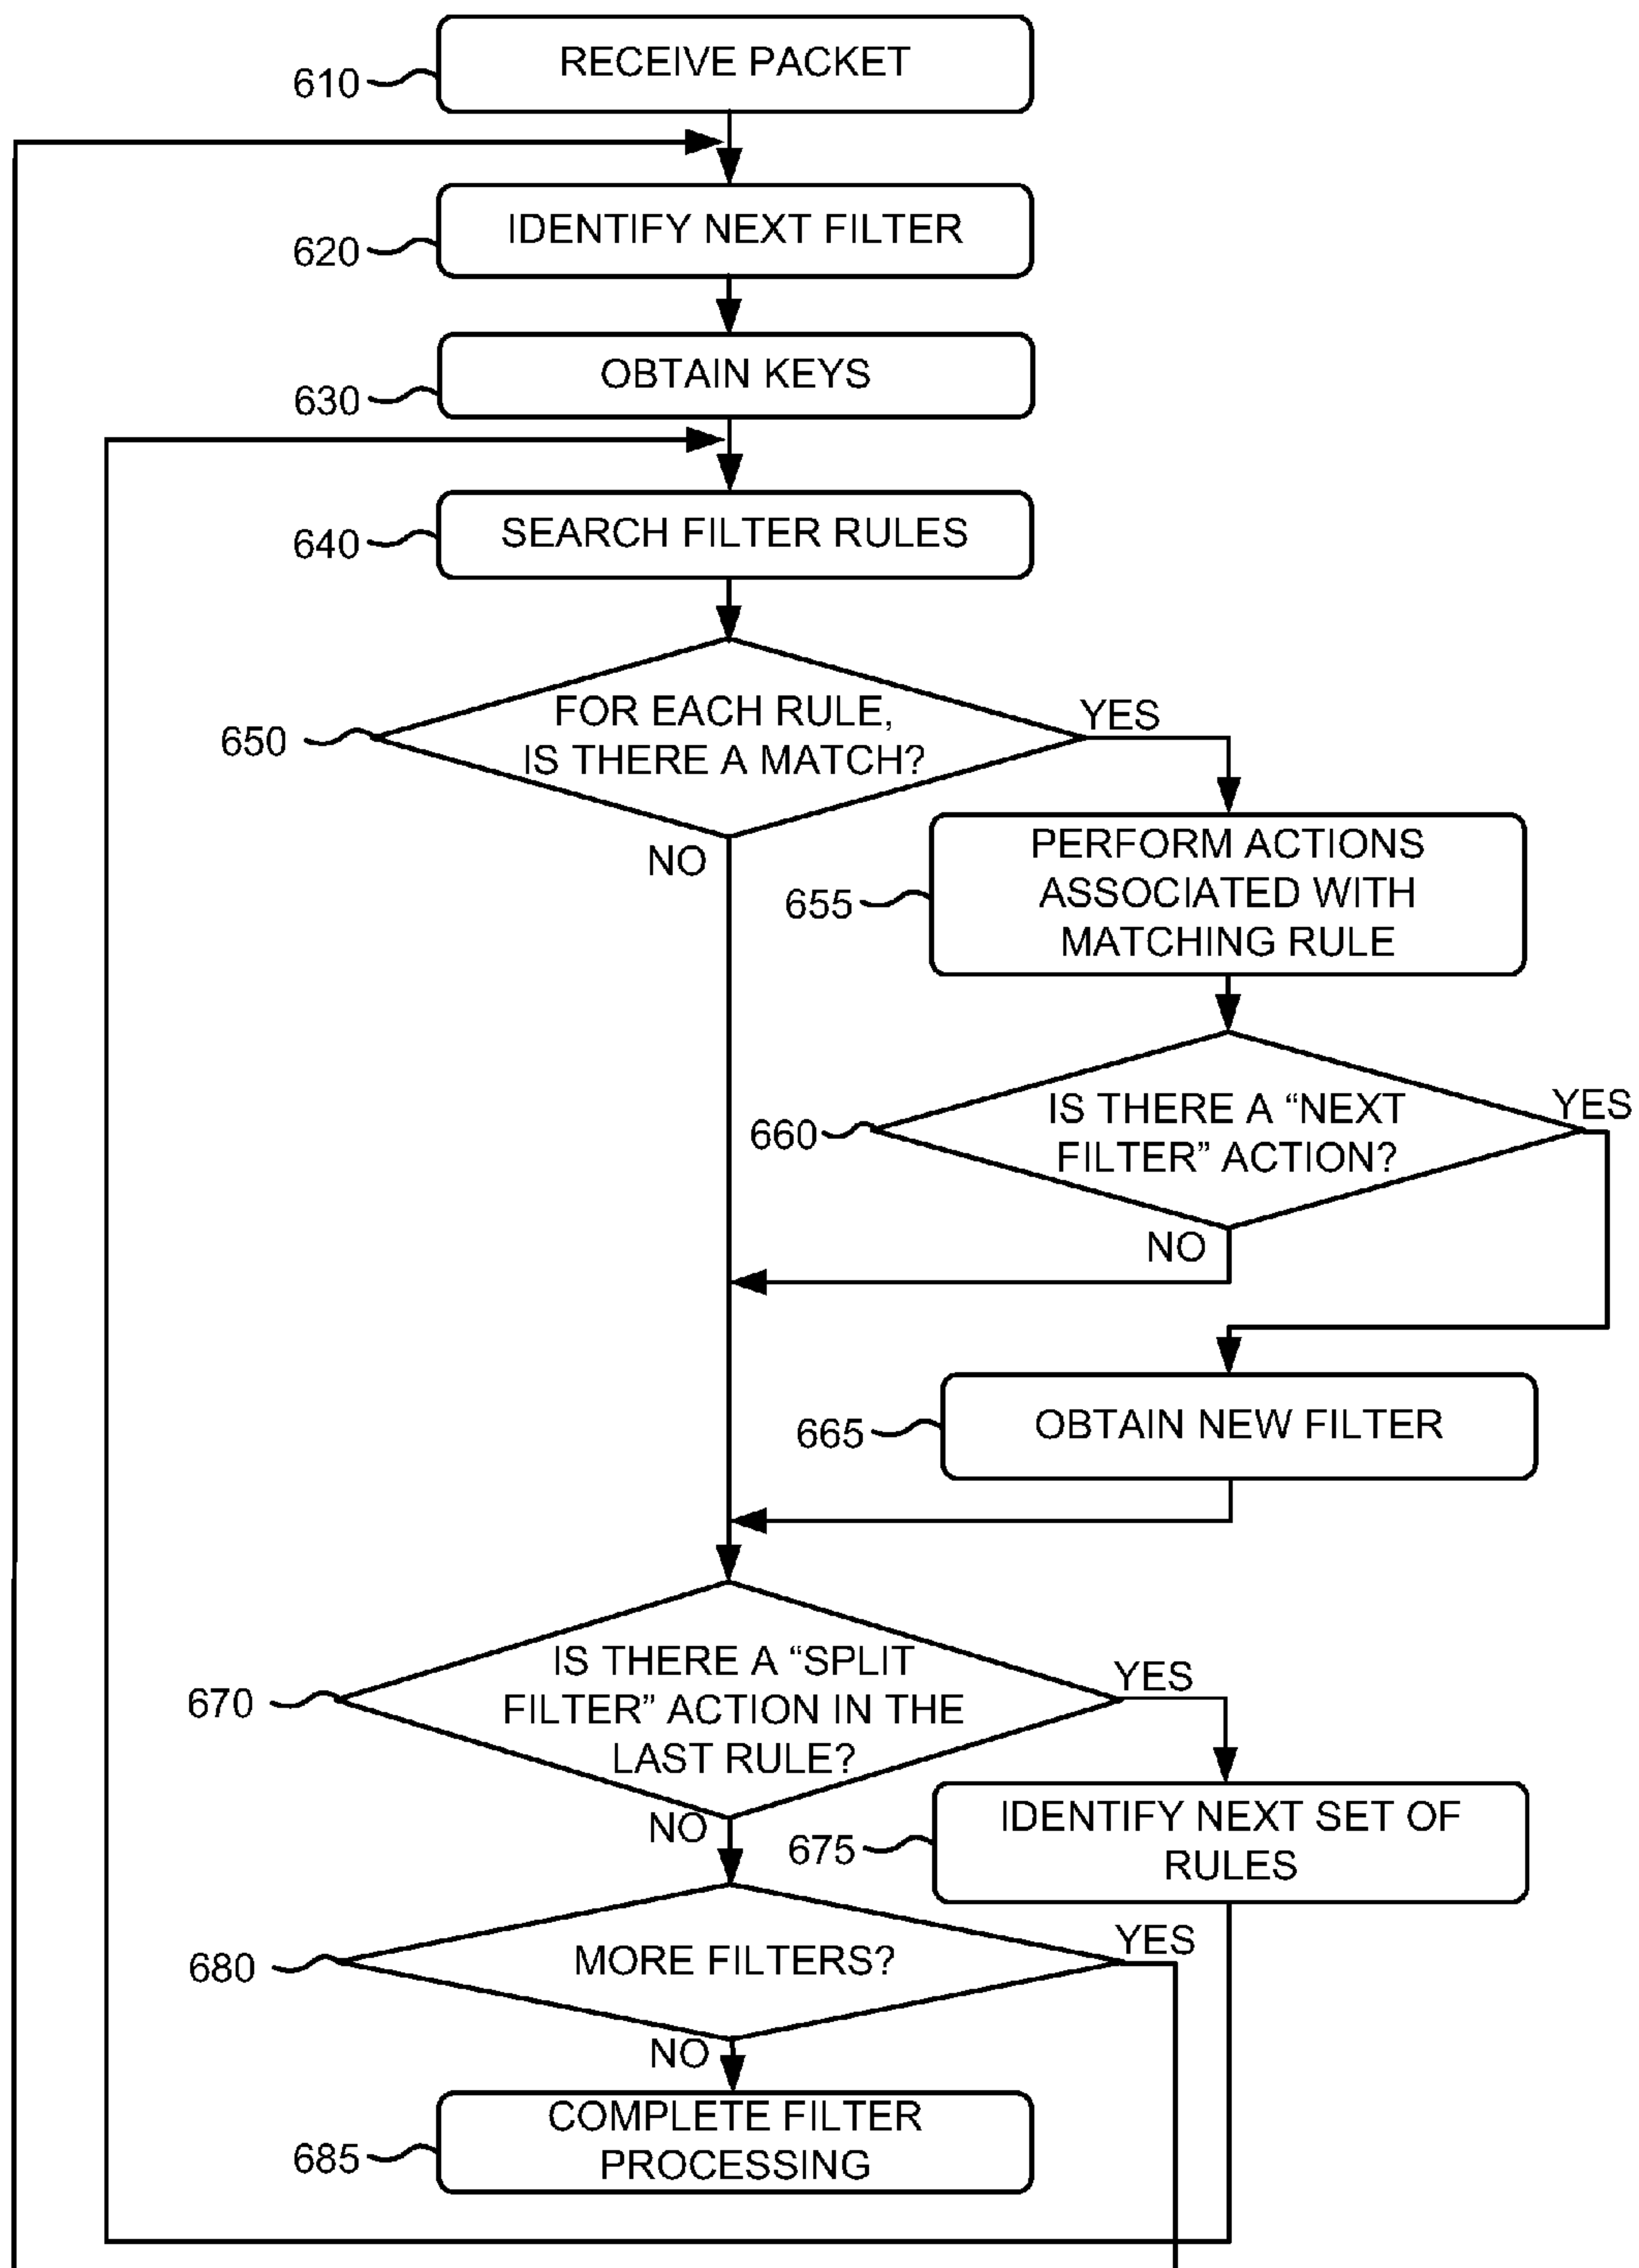 RECEIVE PACKET
610
IDENTIFY NEXT FILTER
620
OBTAIN KEYS
630
SEARCH FILTER RULES
640
FOR EACH RULE,
IS THERE A MATCH?
650
YES
NO
PERFORM ACTIONS
ASSOCIATED WITH
MATCHING RULE
655
IS THERE A “NEXT
FILTER” ACTION?
660
YES
NO
OBTAIN NEW FILTER
665
IS THERE A “SPLIT
FILTER” ACTION IN THE
LAST RULE?
670
YES
NO
IDENTIFY NEXT SET OF
RULES
675
MORE FILTERS?
680
YES
NO
COMPLETE FILTER
PROCESSING
685